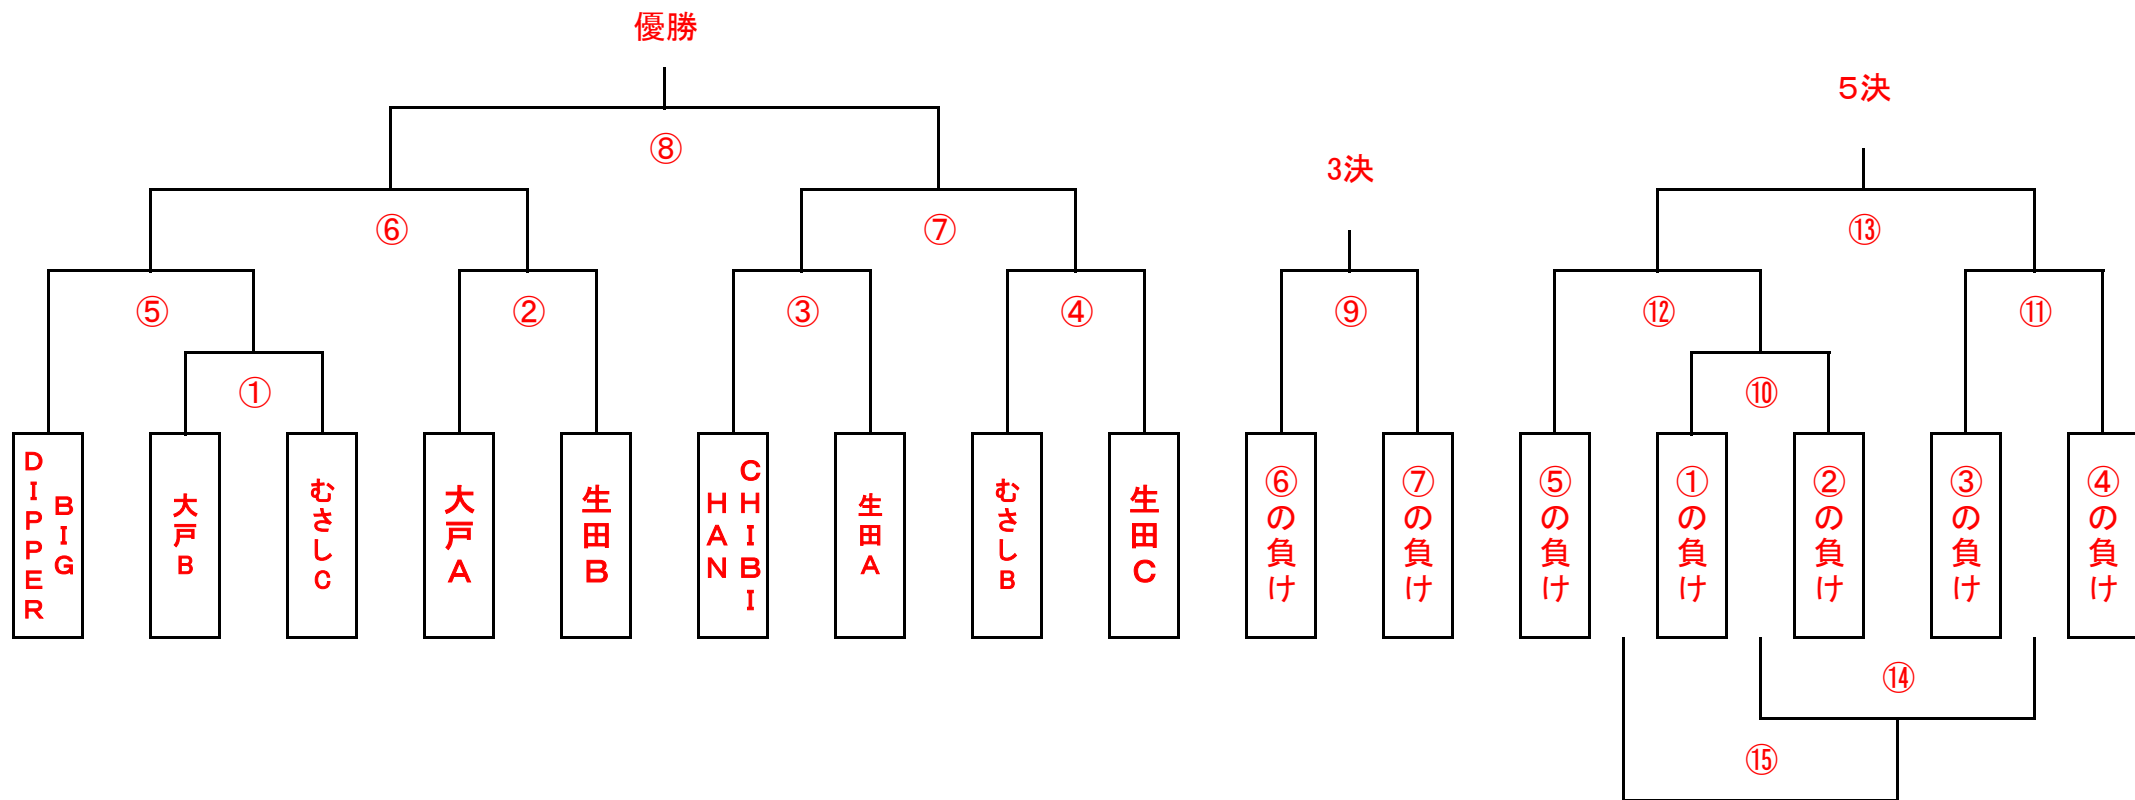 優勝
5決
⑧
3決
⑥
⑦
⑬
⑤
②
③
④
⑨
⑫
⑪
①
⑩
BIG
DIPPER
大戸B
むさしC
大戸A
生田B
CHIBI
HAN
生田A
むさしB
生田C
⑥の負け
⑦の負け
⑤の負け
①の負け
②の負け
③の負け
④の負け
⑭
⑮